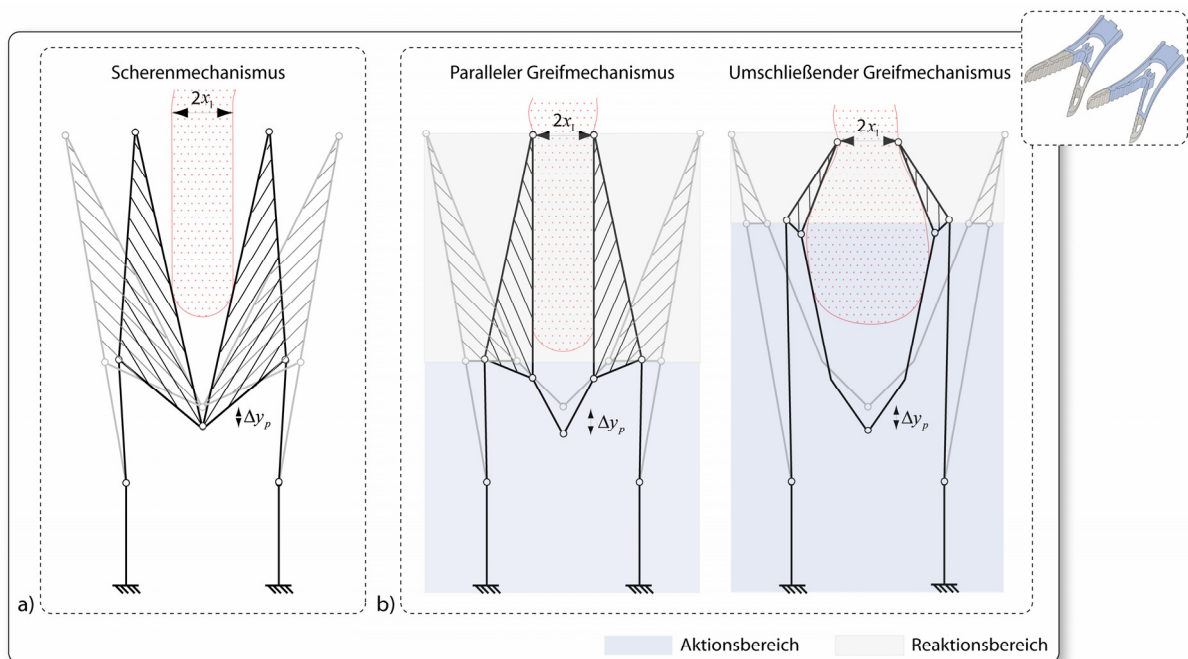 Scherenmechanismus
2x₁
Δyₚ
a)
Paralleler Greifmechanismus
2x₁
Δyₚ
b)
Umschließender Greifmechanismus
2x₁
Δyₚ
Aktionsbereich
Reaktionsbereich